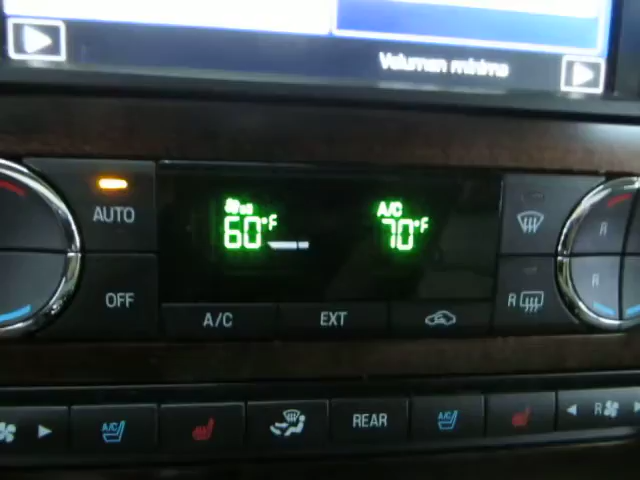 Volumen mínimo
AUTO
60°F
A/C
70°F
R
OFF
A/C
EXT
R
R
A/C
REAR
A/C
R